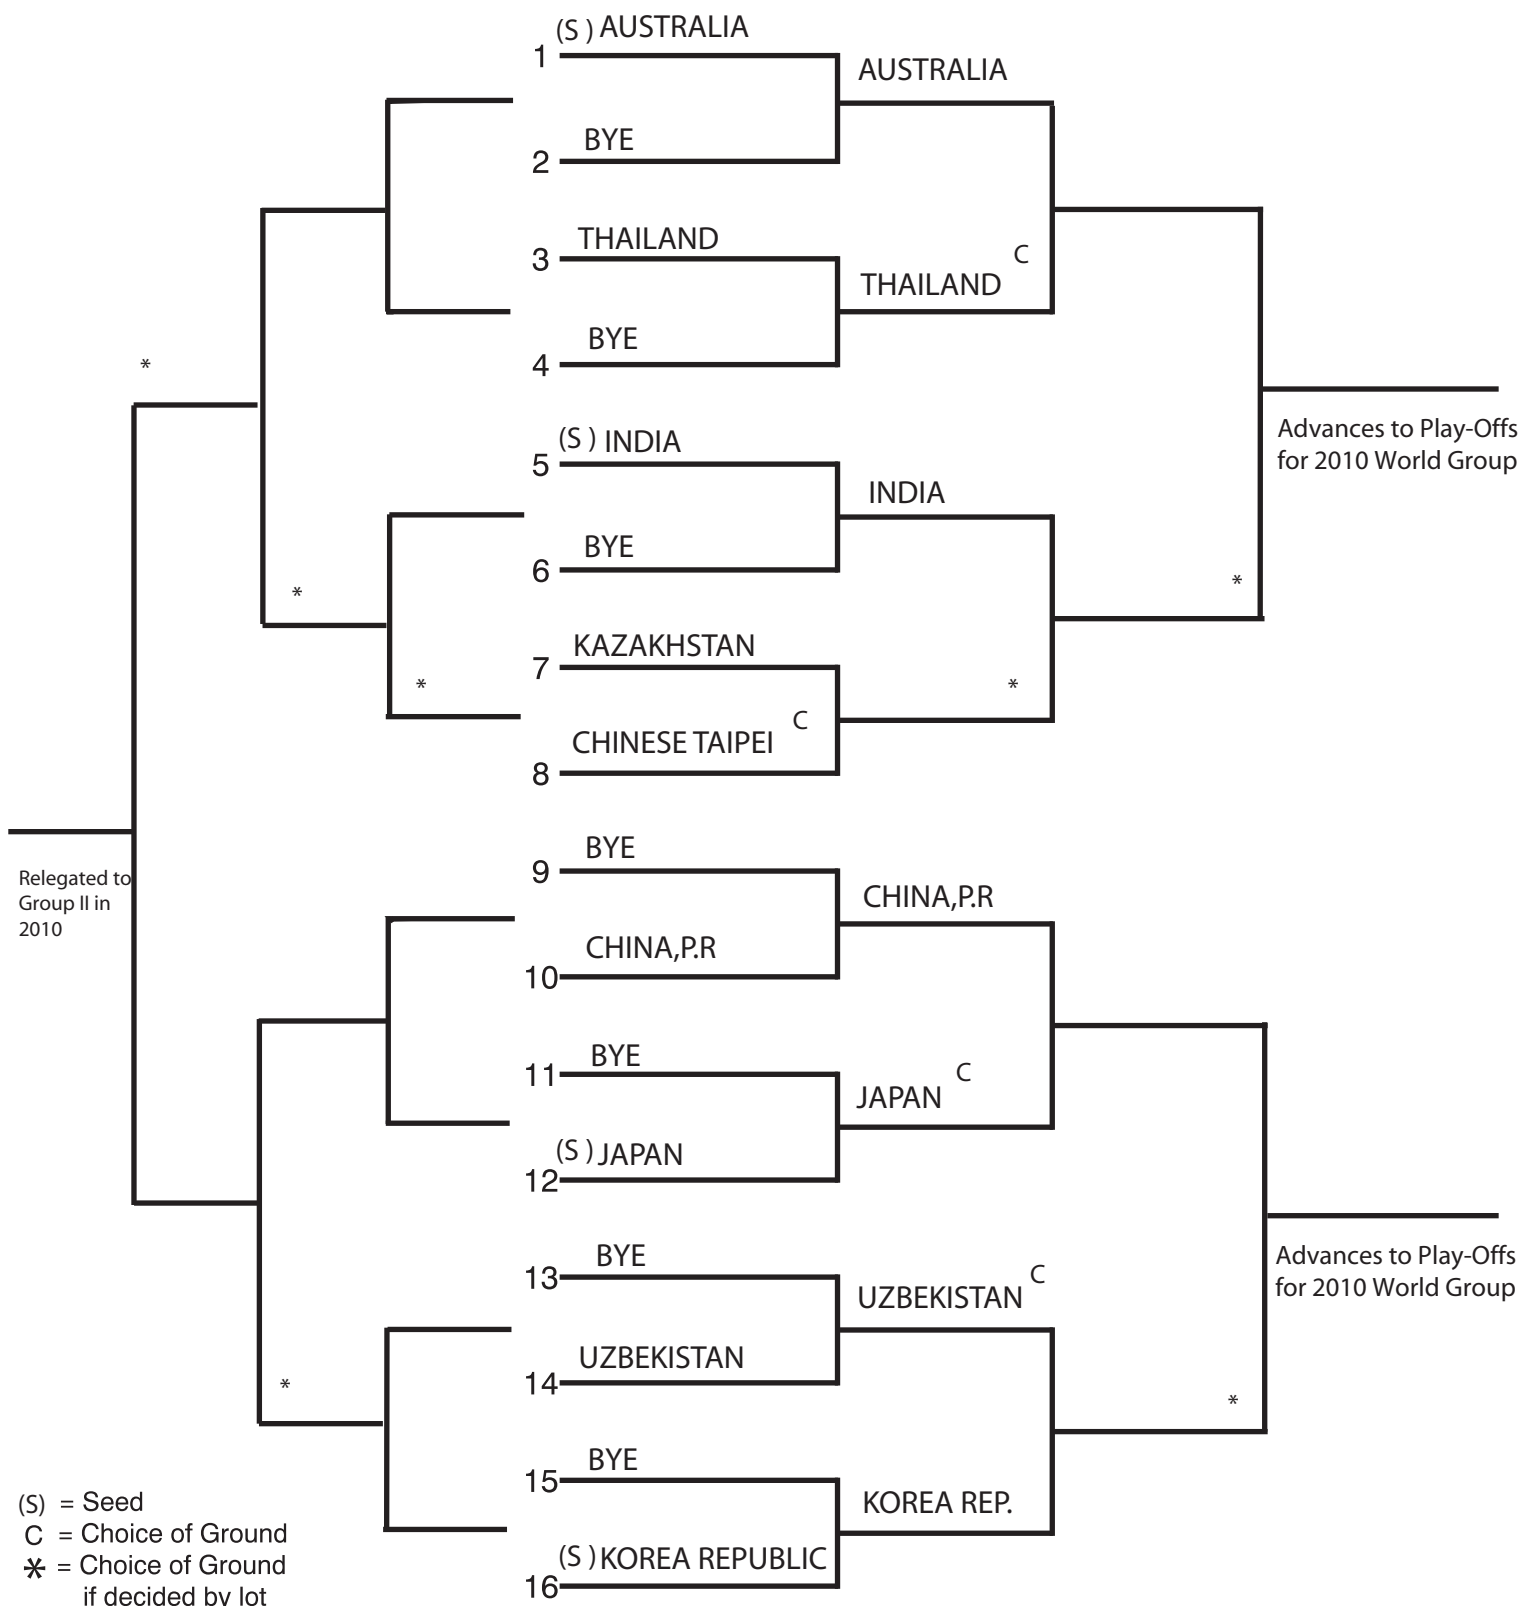 (S ) AUSTRALIA
1
AUSTRALIA
BYE
2
THAILAND
3
C
THAILAND
BYE
4
*
Advances to Play-Offs
for 2010 World Group
(S ) INDIA
5
INDIA
BYE
6
*
*
KAZAKHSTAN
7
*
*
C
CHINESE TAIPEI
8
BYE
9
Relegated to
Group II in
2010
CHINA,P.R
CHINA,P.R
10
BYE
11
C
JAPAN
(S ) JAPAN
12
BYE
13
C
UZBEKISTAN
Advances to Play-Offs
for 2010 World Group
UZBEKISTAN
14
*
*
BYE
15
KOREA REP.
(S ) KOREA REPUBLIC
16
(S) = Seed
C = Choice of Ground
* = Choice of Ground
if decided by lot